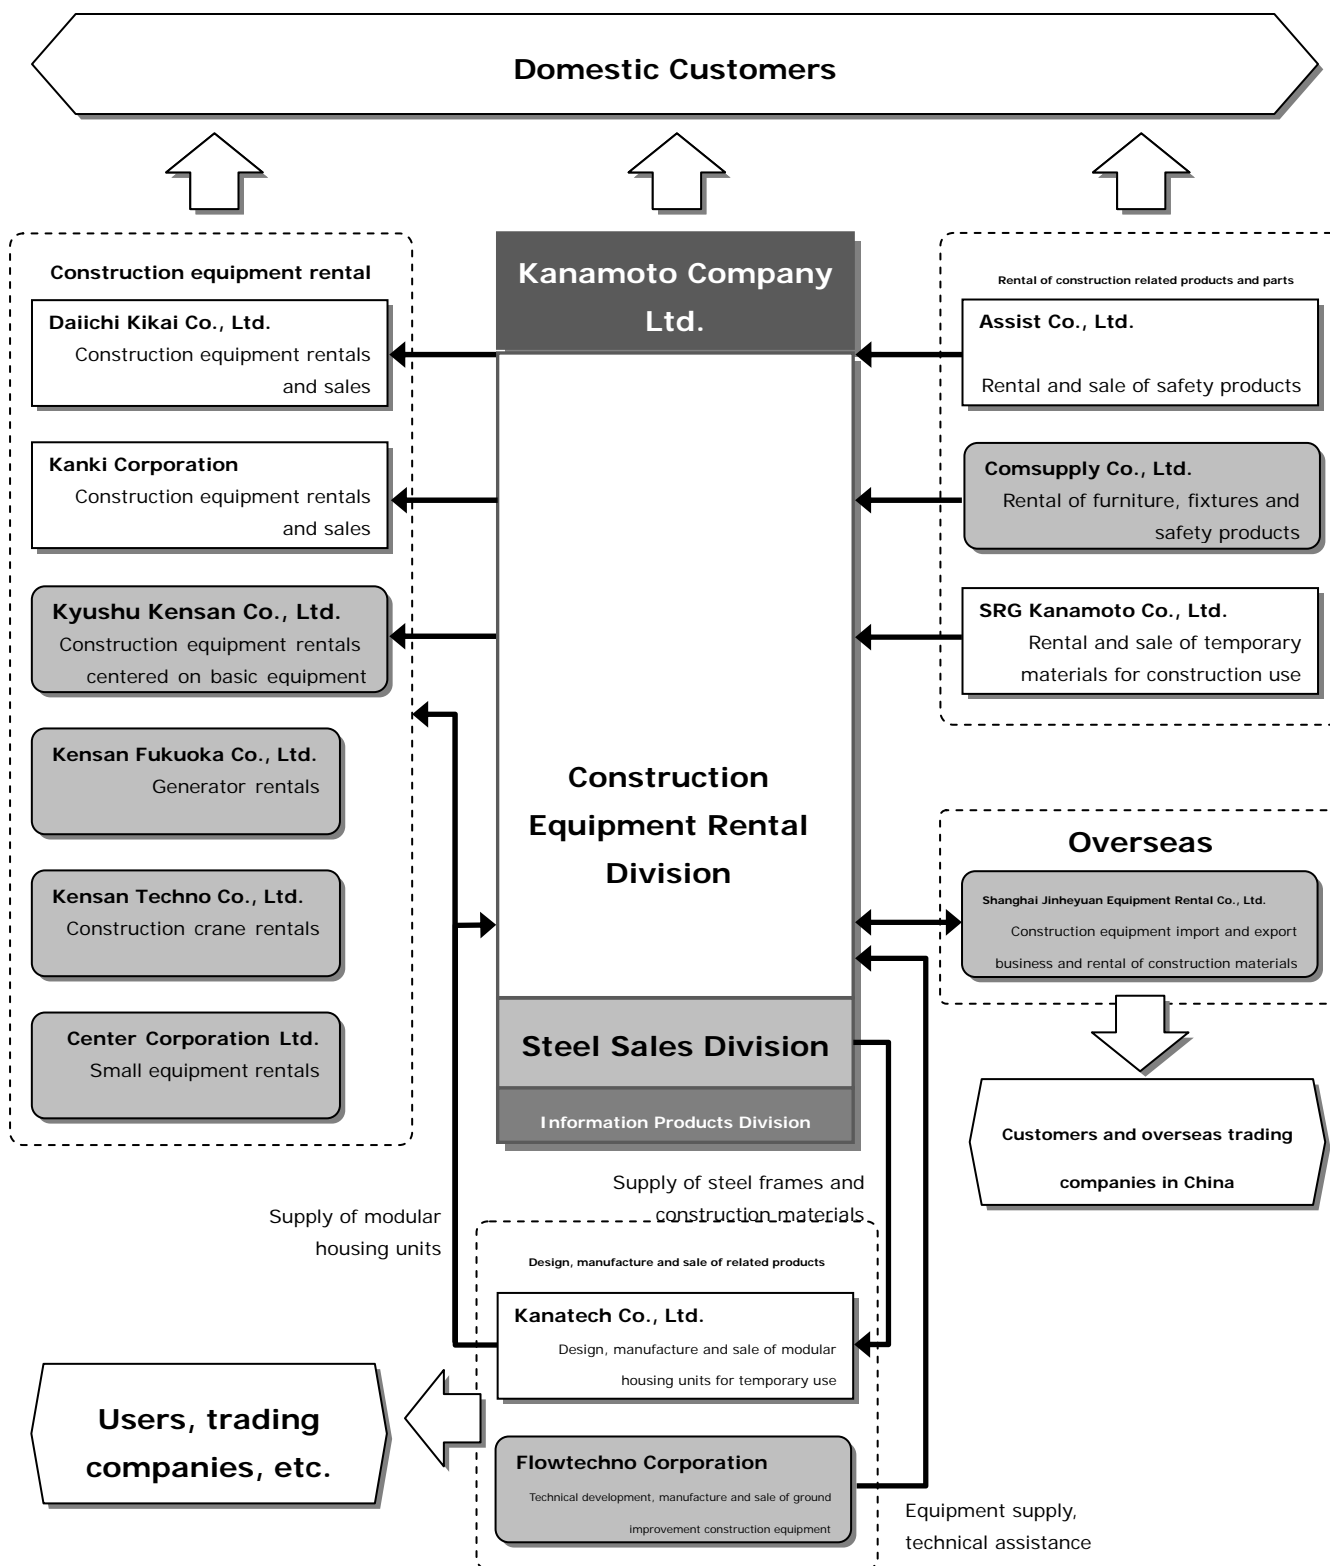 Domestic Customers
Construction equipment rental
Daiichi Kikai Co., Ltd.
Construction equipment rentals
and sales
Kanki Corporation
Construction equipment rentals
and sales
Kyushu Kensan Co., Ltd.
Construction equipment rentals
centered on basic equipment
Kensan Fukuoka Co., Ltd.
Generator rentals
Kensan Techno Co., Ltd.
Construction crane rentals
Center Corporation Ltd.
Small equipment rentals
Kanamoto Company
Ltd.
Construction
Equipment Rental
Division
Steel Sales Division
Information Products Division
Rental of construction related products and parts
Assist Co., Ltd.
Rental and sale of safety products
Comsupply Co., Ltd.
Rental of furniture, fixtures and
safety products
SRG Kanamoto Co., Ltd.
Rental and sale of temporary
materials for construction use
Overseas
Shanghai Jinheyuan Equipment Rental Co., Ltd.
Construction equipment import and export
business and rental of construction materials
Customers and overseas trading
companies in China
Supply of modular
housing units
Supply of steel frames and
construction materials
Design, manufacture and sale of related products
Kanatech Co., Ltd.
Design, manufacture and sale of modular
housing units for temporary use
Flowtechno Corporation
Technical development, manufacture and sale of ground
improvement construction equipment
Users, trading
companies, etc.
Equipment supply,
technical assistance